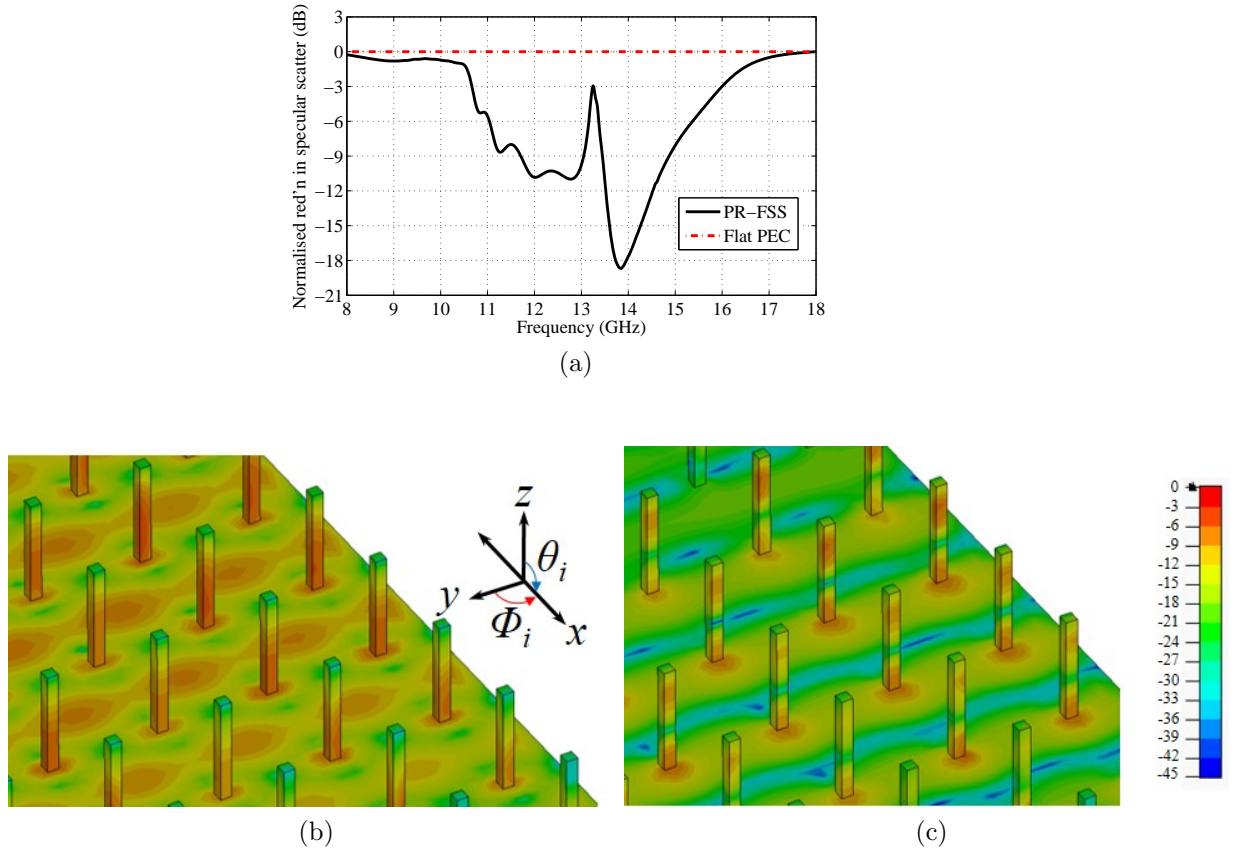 Normalised red'n in specular scatter (dB)
3
0
−3
−6
−9
−12
−15
−18
−21
PR−FSS
Flat PEC
8 9 10 11 12 13 14 15 16 17 18
Frequency (GHz)
(a)
z
θi
y
Φi
x
0
-3
-6
-9
-12
-15
-18
-21
-24
-27
-30
-33
-36
-39
-42
-45
(b)
(c)